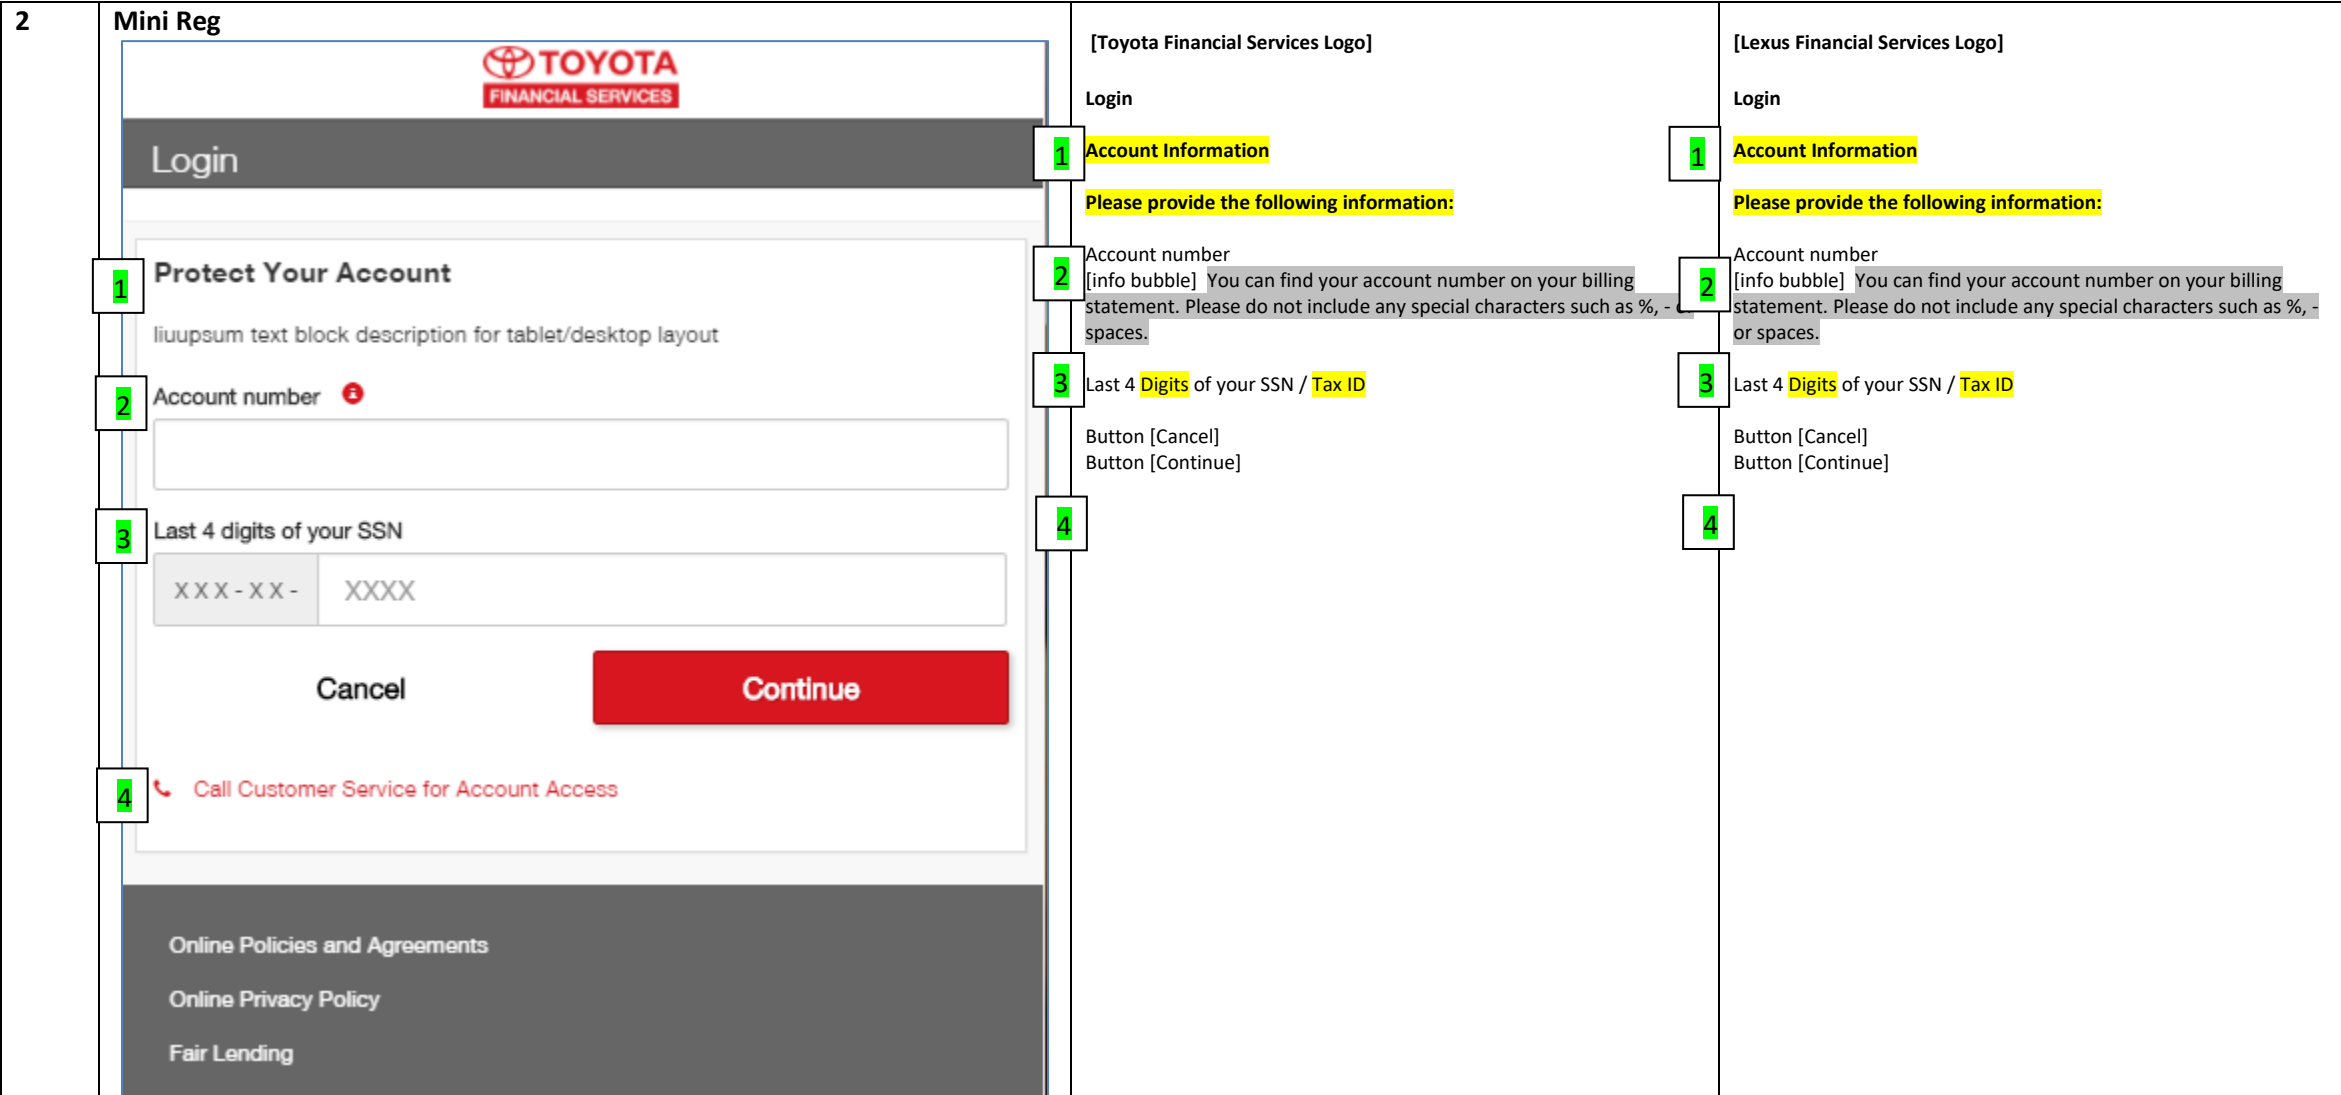 2
Mini Reg
TOYOTA
FINANCIAL SERVICES
Login
1
Protect Your Account
liuupsum text block description for tablet/desktop layout
2
Account number
3
Last 4 digits of your SSN
XXX-XX- XXXX
Cancel Continue
4
Call Customer Service for Account Access
Online Policies and Agreements
Online Privacy Policy
Fair Lending
[Toyota Financial Services Logo]
Login
1
Account Information
Please provide the following information:
Account number
2
[info bubble] You can find your account number on your billing
statement. Please do not include any special characters such as %, - or
spaces.
3
Last 4 Digits of your SSN / Tax ID
Button [Cancel]
Button [Continue]
4
[Lexus Financial Services Logo]
Login
1
Account Information
Please provide the following information:
Account number
2
[info bubble] You can find your account number on your billing
statement. Please do not include any special characters such as %, -
or spaces.
3
Last 4 Digits of your SSN / Tax ID
Button [Cancel]
Button [Continue]
4